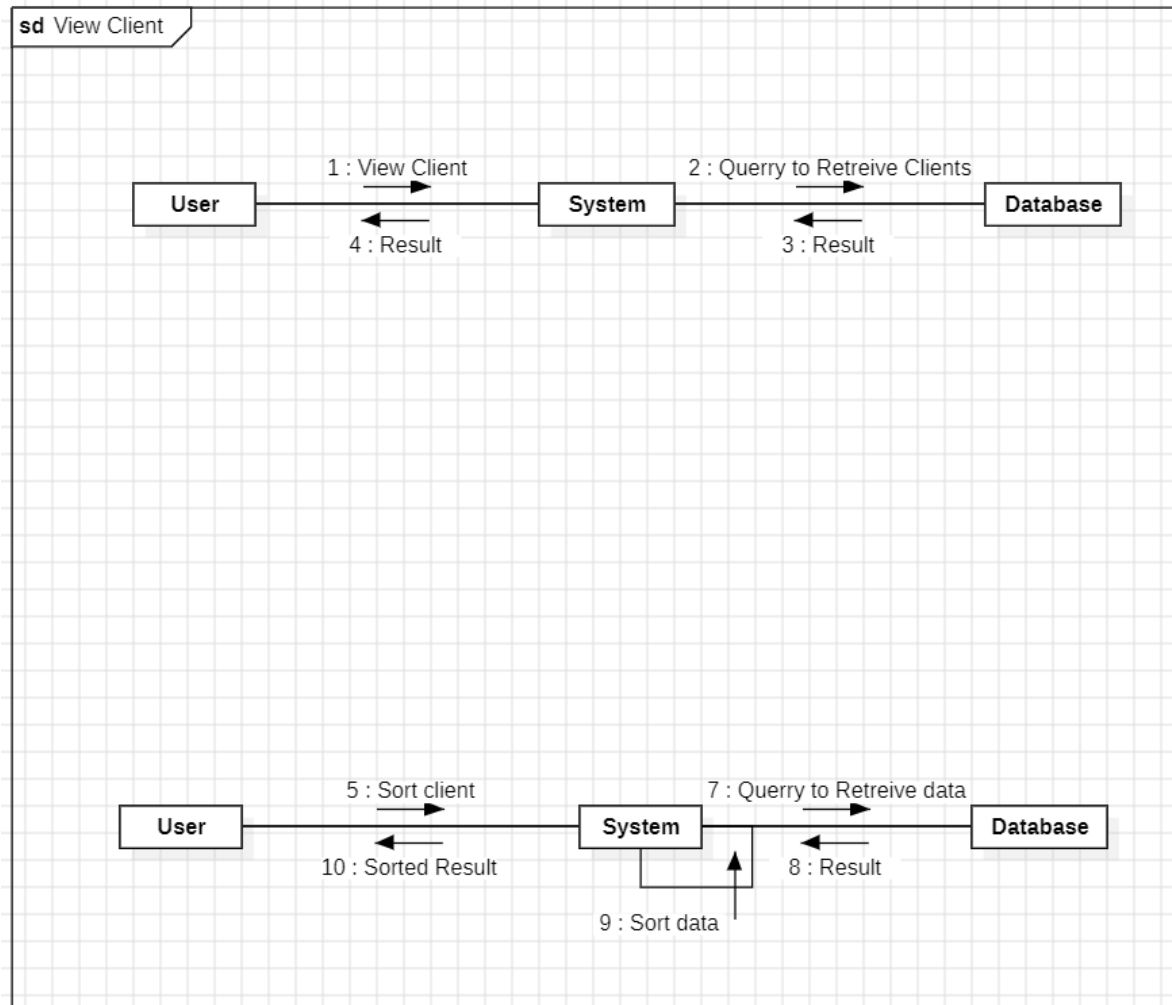 sd View Client
1 : View Client
2 : Querry to Retreive Clients
User
System
Database
4 : Result
3 : Result
5 : Sort client
7 : Querry to Retreive data
User
System
Database
10 : Sorted Result
8 : Result
9 : Sort data